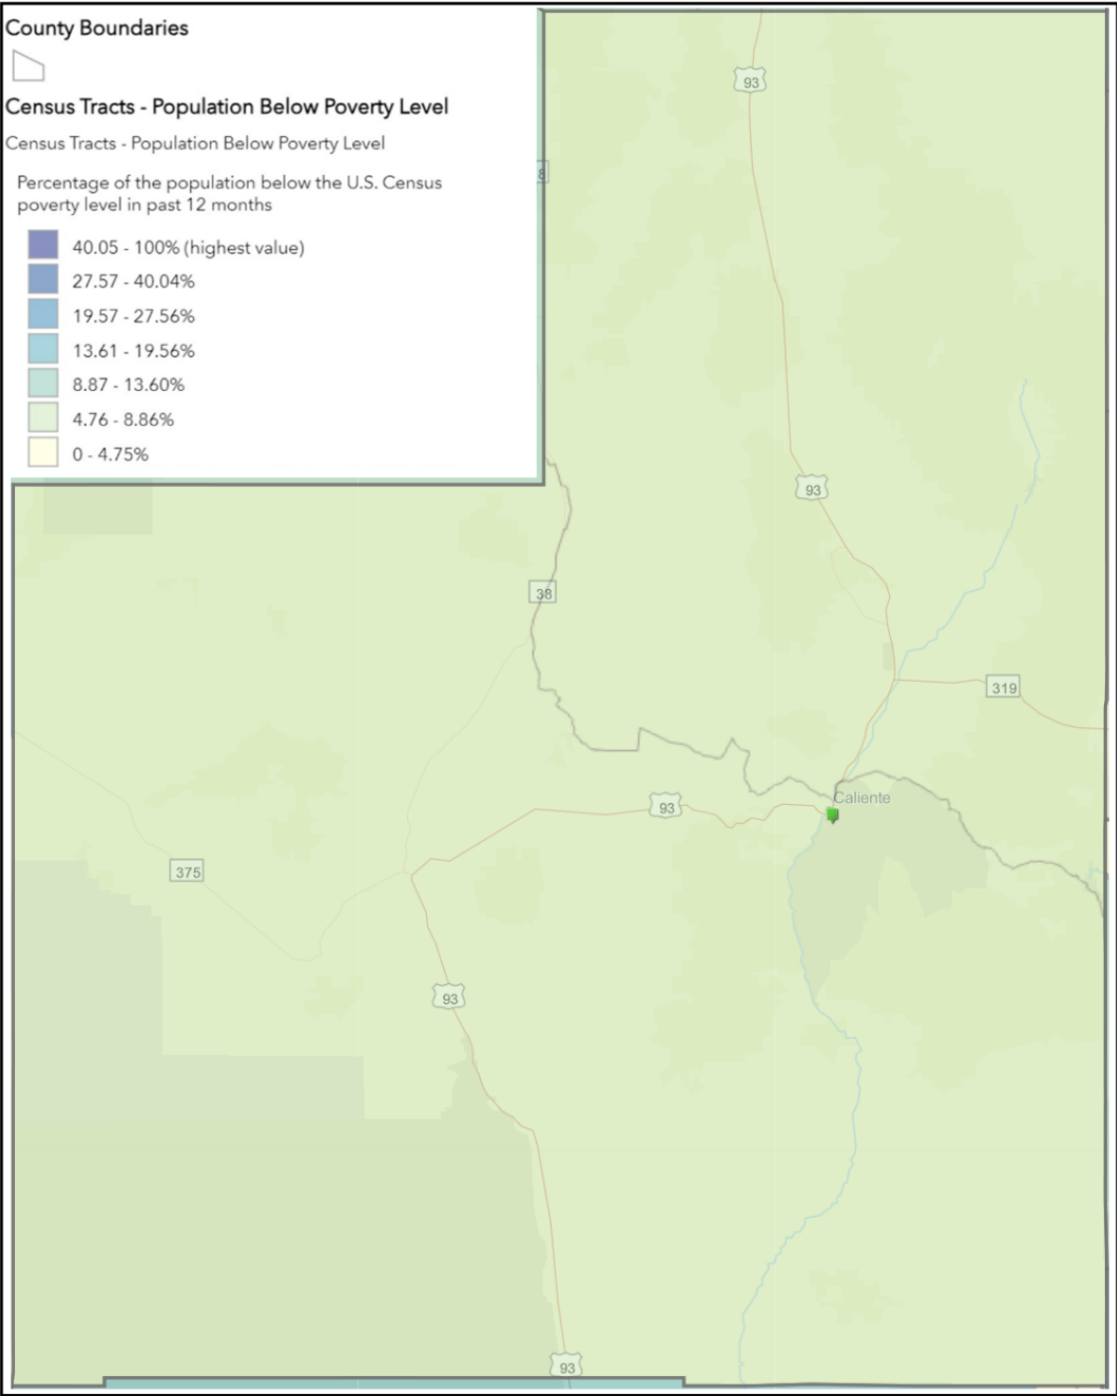 County Boundaries
Census Tracts - Population Below Poverty Level
Census Tracts - Population Below Poverty Level
Percentage of the population below the U.S. Census
poverty level in past 12 months
40.05 - 100% (highest value)
27.57 - 40.04%
19.57 - 27.56%
13.61 - 19.56%
8.87 - 13.60%
4.76 - 8.86%
0 - 4.75%
93
8
93
38
319
Caliente
93
375
93
93